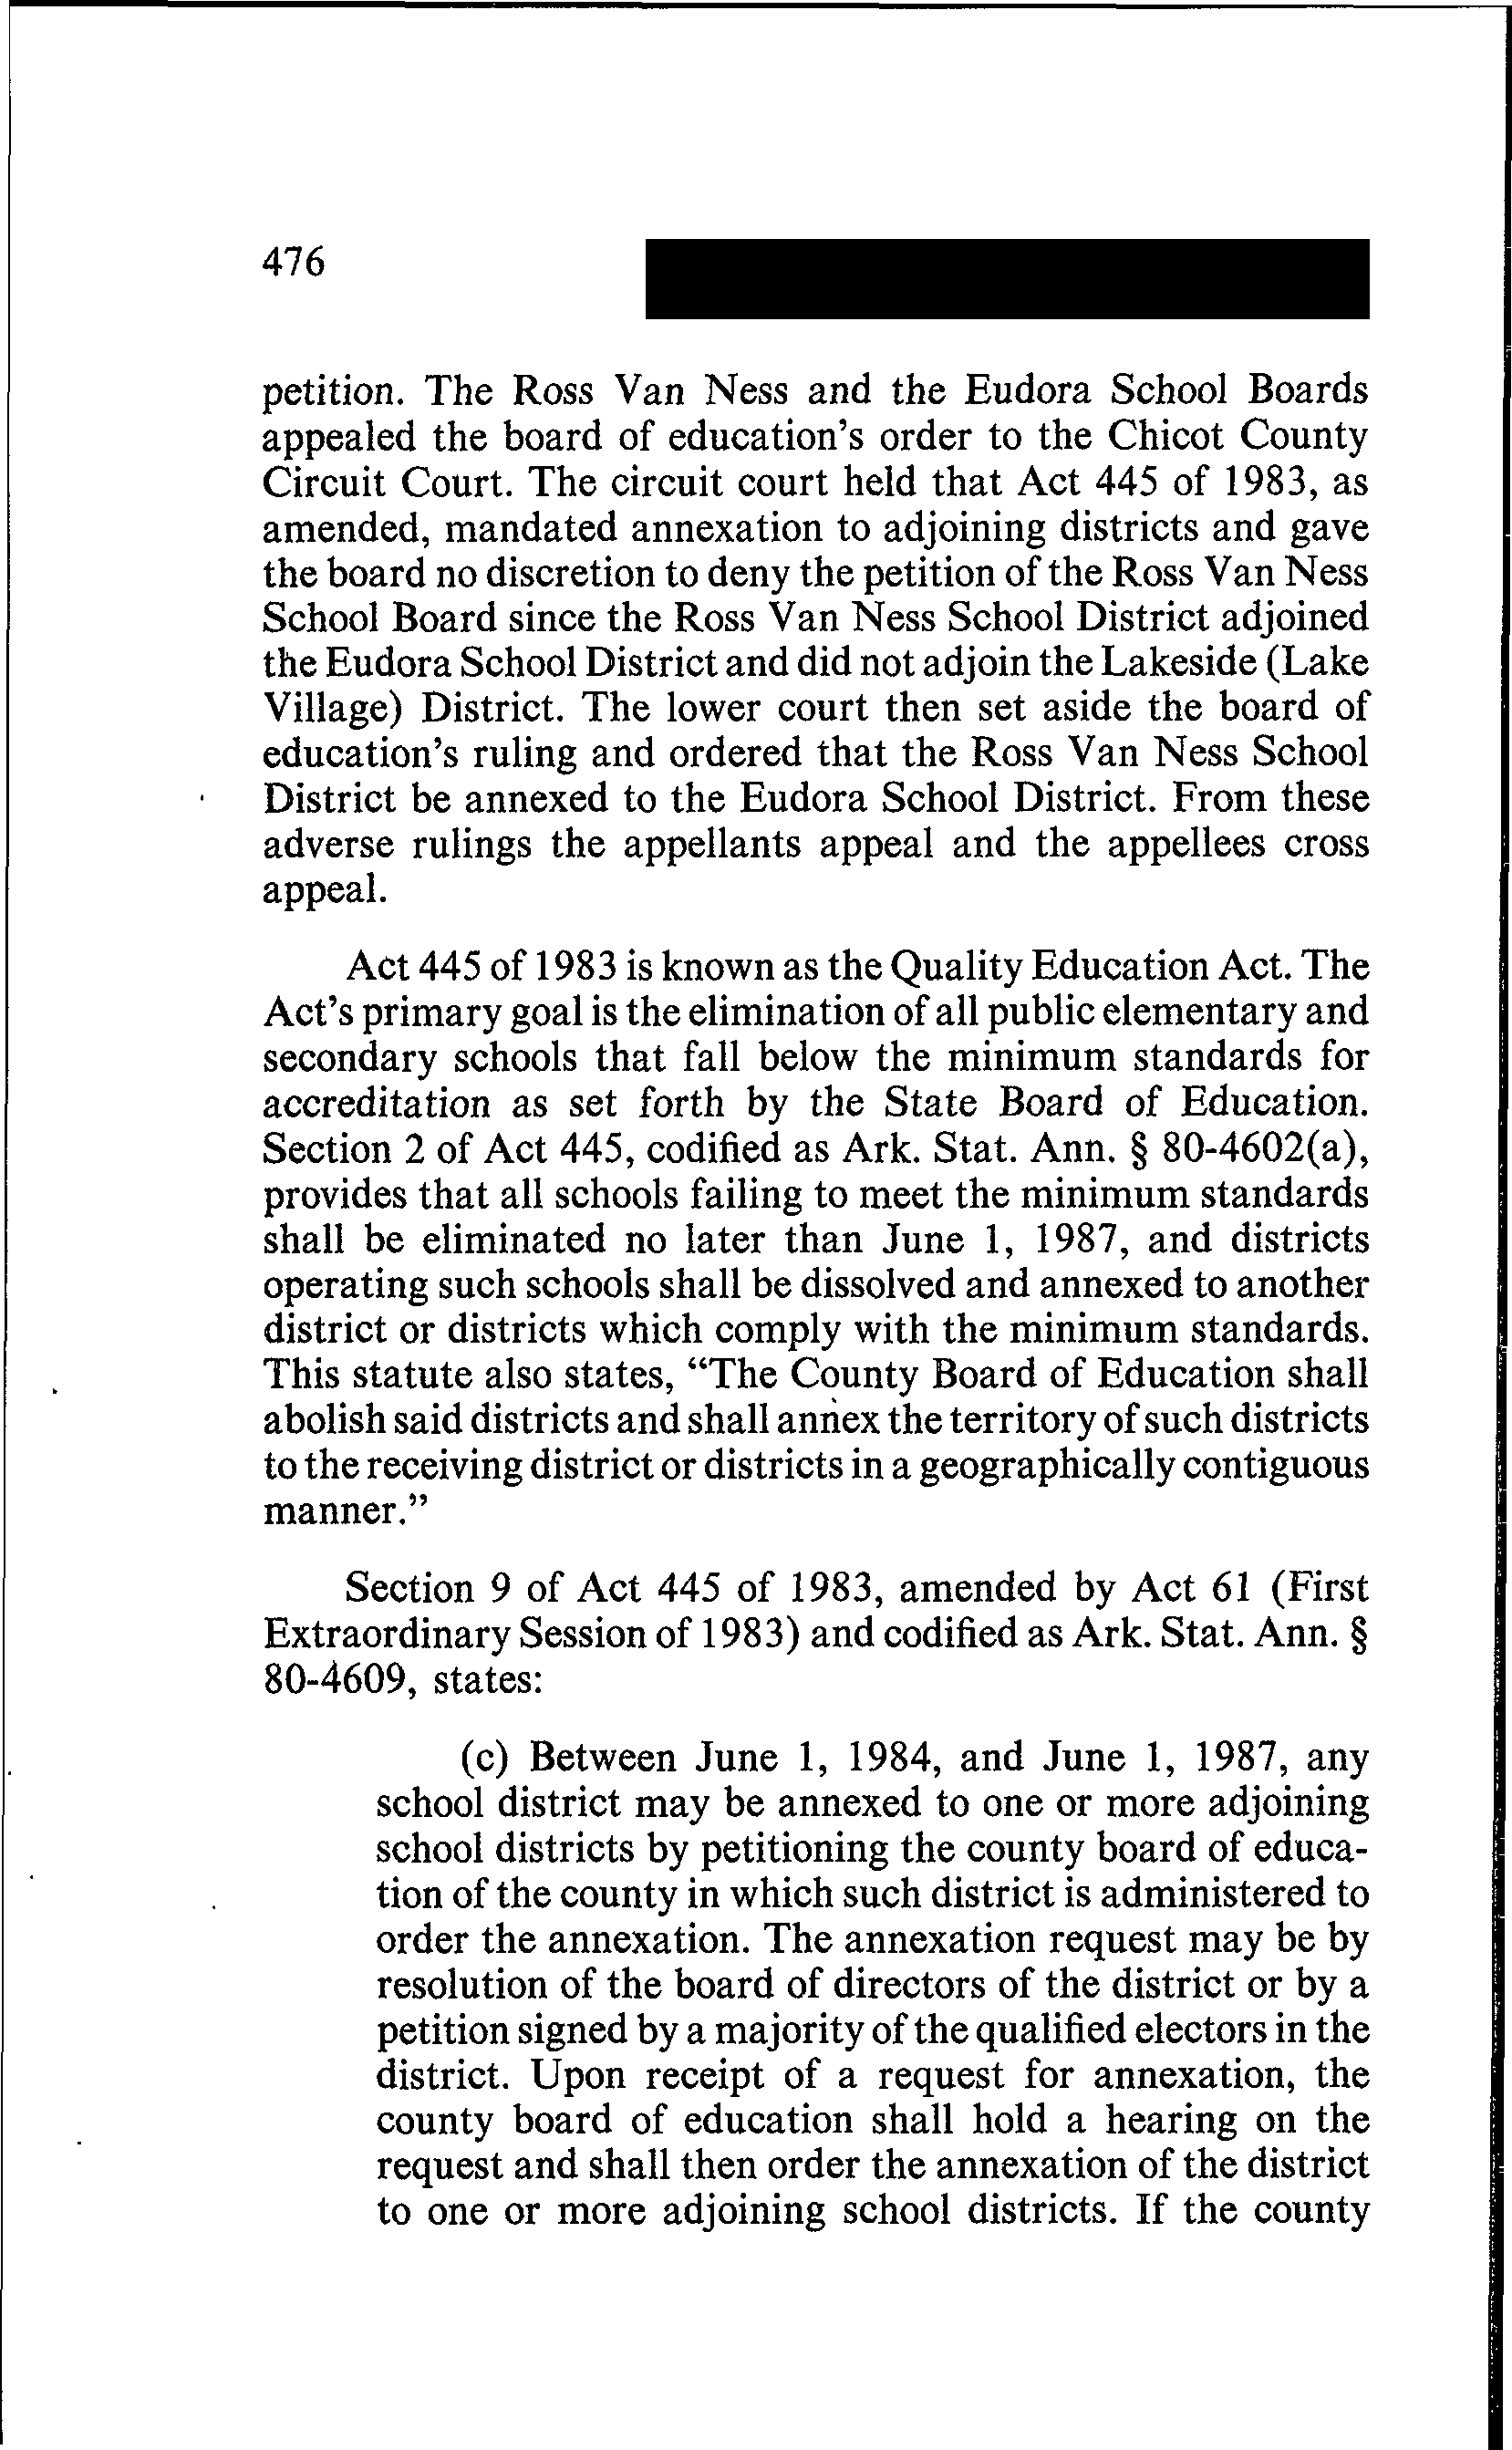 476
petition. The Ross Van Ness and the Eudora School Boards
appealed the board of education's order to the Chicot County
Circuit Court. The circuit court held that Act 445 of 1983, as
amended, mandated annexation to adjoining districts and gave
the board no discretion to deny the petition of the Ross Van Ness
School Board since the Ross Van Ness School District adjoined
the Eudora School District and did not adjoin the Lakeside (Lake
Village) District. The lower court then set aside the board of
education's ruling and ordered that the Ross Van Ness School
District be annexed to the Eudora School District. From these
adverse rulings the appellants appeal and the appellees cross
appeal.
Act 445 of 1983 is known as the Quality Education Act. The
Act's primary goal is the elimination of all public elementary and
secondary schools that fall below the minimum standards for
accreditation as set forth by the State Board of Education.
Section 2 of Act 445, codified as Ark. Stat. Ann. § 80-4602(a),
provides that all schools failing to meet the minimum standards
shall be eliminated no later than June 1, 1987, and districts
operating such schools shall be dissolved and annexed to another
district or districts which comply with the minimum standards.
This statute also states, “The County Board of Education shall
abolish said districts and shall annex the territory of such districts
to the receiving district or districts in a geographically contiguous
manner.”
Section 9 of Act 445 of 1983, amended by Act 61 (First
Extraordinary Session of 1983) and codified as Ark. Stat. Ann. §
80-4609, states:
(c) Between June 1, 1984, and June 1, 1987, any
school district may be annexed to one or more adjoining
school districts by petitioning the county board of educa-
tion of the county in which such district is administered to
order the annexation. The annexation request may be by
resolution of the board of directors of the district or by a
petition signed by a majority of the qualified electors in the
district. Upon receipt of a request for annexation, the
county board of education shall hold a hearing on the
request and shall then order the annexation of the district
to one or more adjoining school districts. If the county